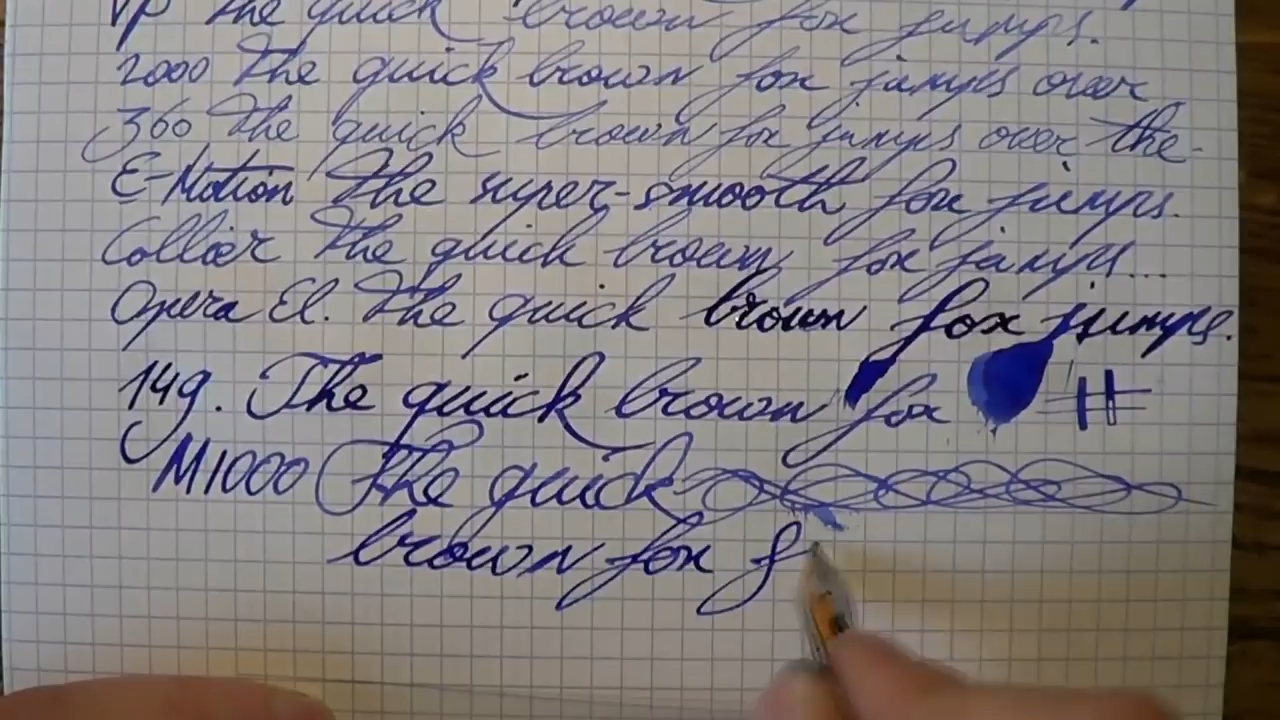 VP The quick brown fox jumps.
2000 The quick brown fox jumps over
360 The quick brown fox jumps over the
E-Motion The super-smooth fox jumps.
Collier The quick brown fox jumps...
Opera El. The quick brown fox jumps.
149. The quick brown fox
M1000 The quick
brown fox